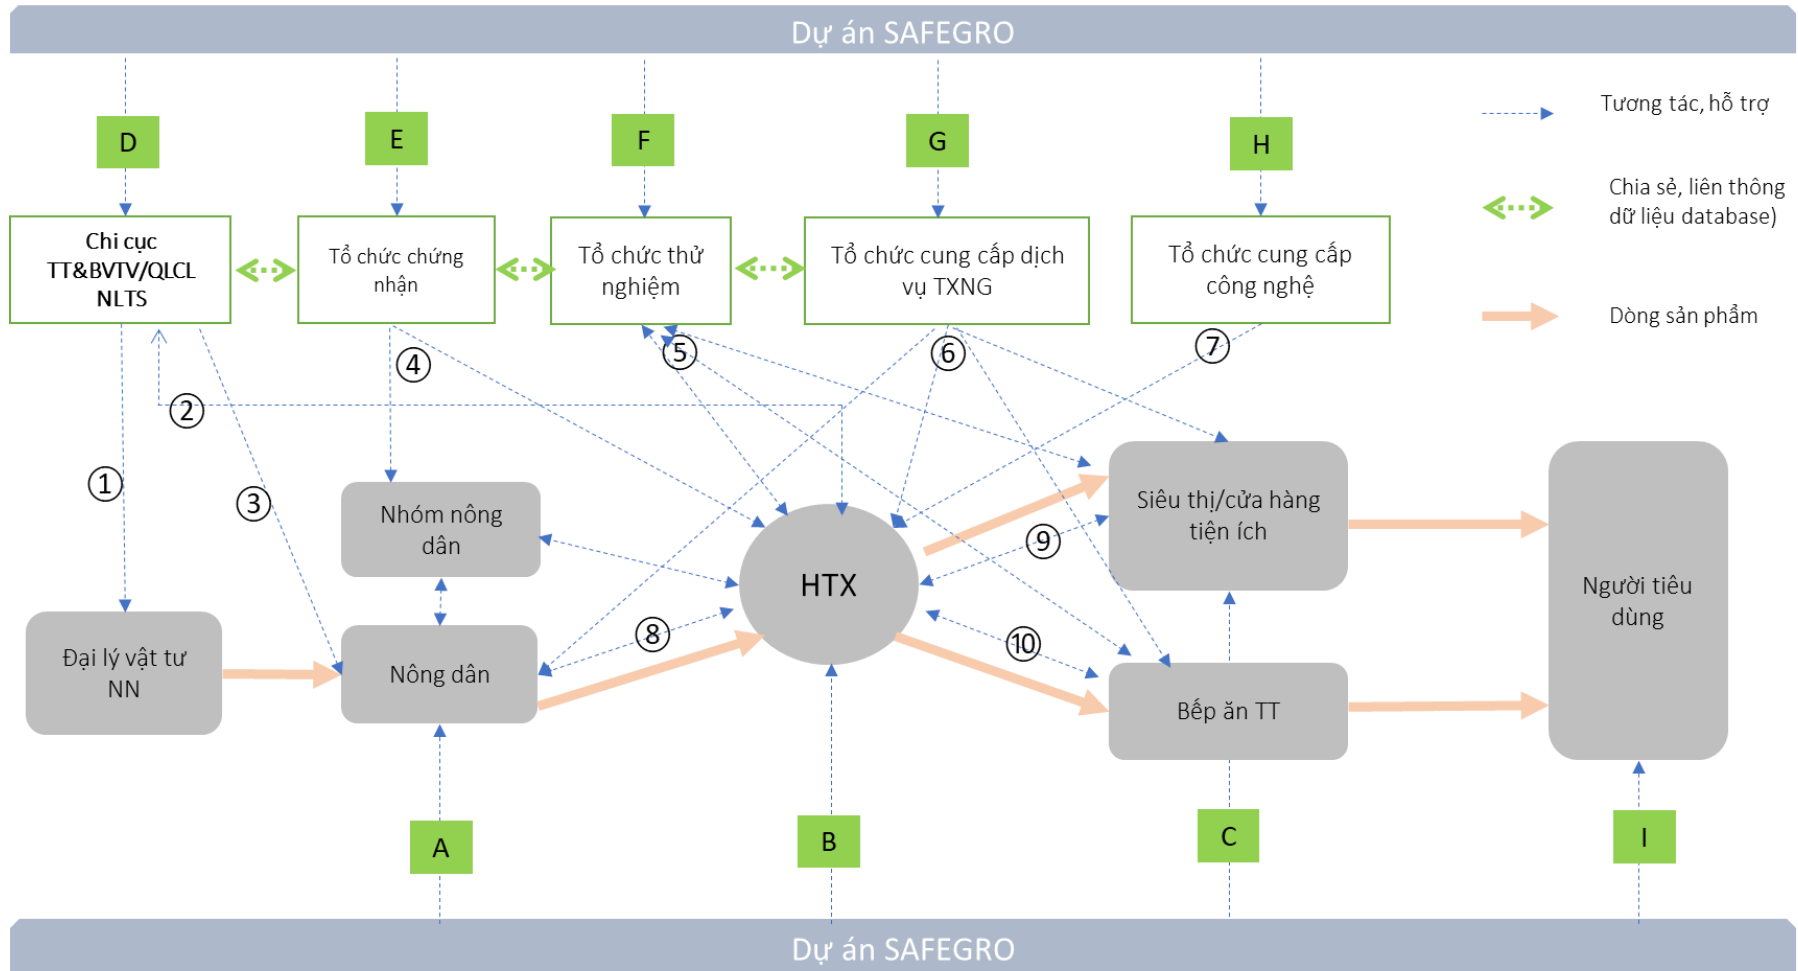 Dự án SAFEGRO
Tương tác, hỗ trợ
D
E
F
G
H
Chia sẻ, liên thông
dữ liệu database)
Chi cục
TT&BVTV/QLCL
NLTS
Tổ chức chứng
nhận
Tổ chức thử
nghiệm
Tổ chức cung cấp dịch
vụ TXNG
Tổ chức cung cấp
công nghệ
Dòng sản phẩm
4
5
6
7
2
1
3
Nhóm nông
dân
Siêu thị/cửa hàng
tiện ích
9
HTX
Người tiêu
dùng
8
10
Đại lý vật tư
NN
Nông dân
Bếp ăn TT
A
B
C
I
Dự án SAFEGRO